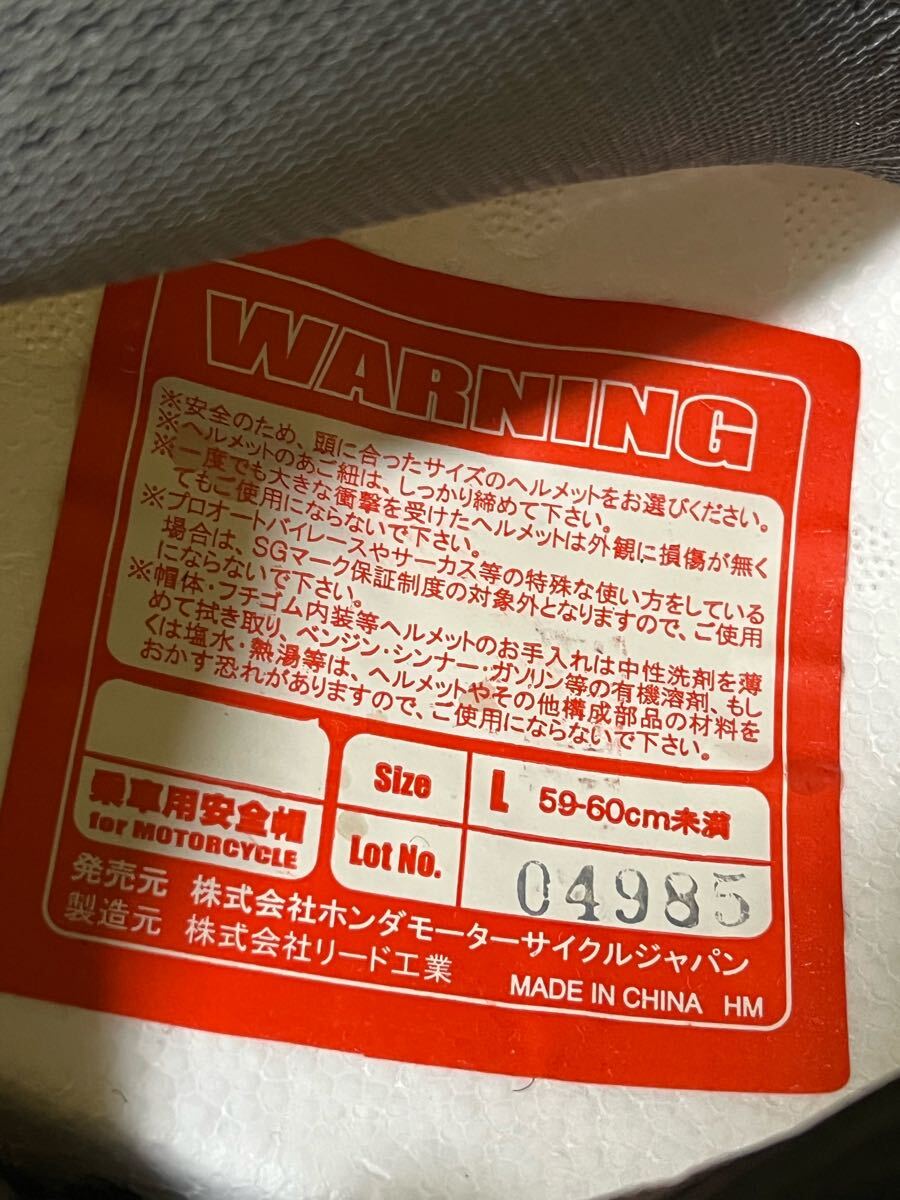 WARNING
※安全のため、頭に合ったサイズのヘルメットをお選びください。
※ヘルメットのあご紐は、しっかり締めて下さい。
※一度でも大きな衝撃を受けたヘルメットは外観に損傷が無く
てもご使用にならないで下さい。
※プロオートバイレースやサーカス等の特殊な使い方をしている
場合は、SGマーク保証制度の対象外となりますので、ご使用
にならないで下さい。
※帽体・フチゴム内装等ヘルメットのお手入れは中性洗剤を薄
めて拭き取り、ベンジン・シンナー・ガソリン等の有機溶剤、もし
くは塩水・熱湯等は、ヘルメットやその他構成部品の材料を
おかす恐れがありますので、ご使用にならないで下さい。
乗車用安全帽
for MOTORCYCLE
Size L 59-60cm未満
Lot No. 04985
発売元 株式会社ホンダモーターサイクルジャパン
製造元 株式会社リード工業
MADE IN CHINA HM